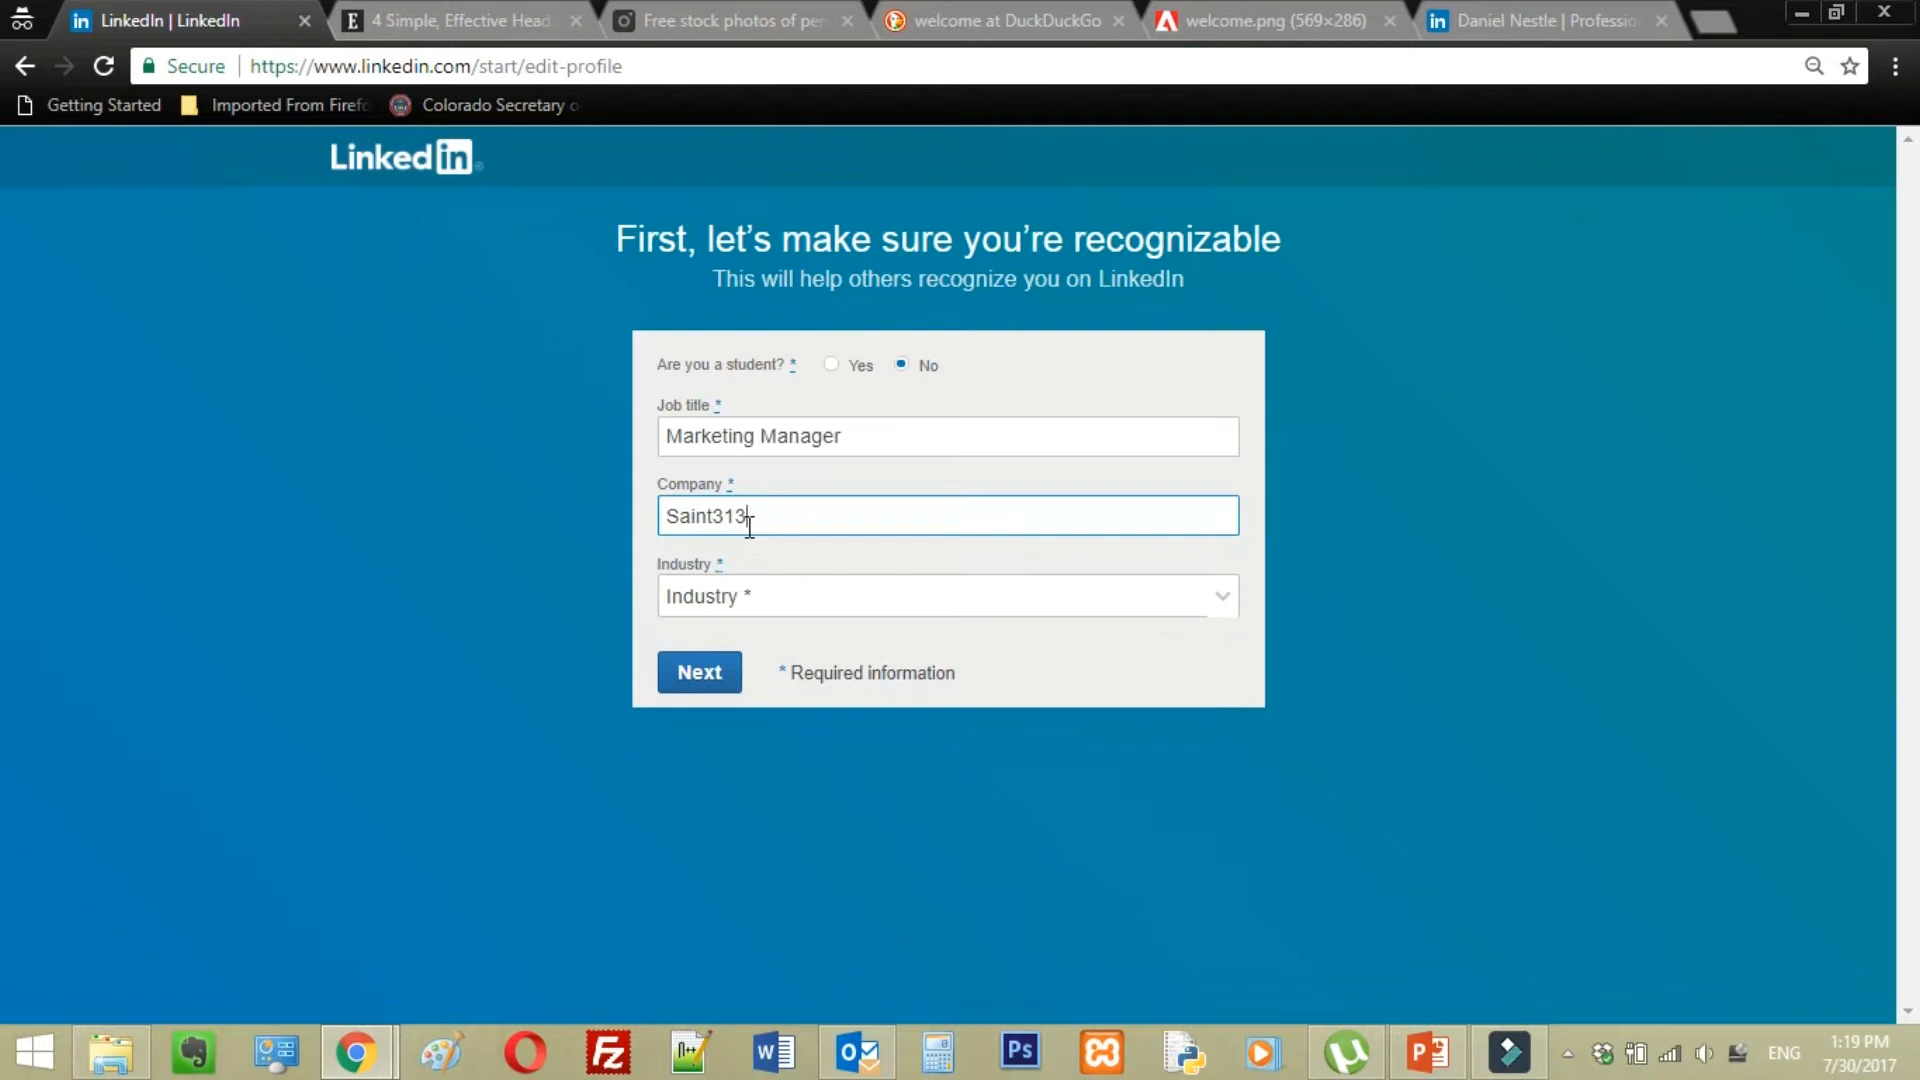 LinkedIn | LinkedIn
4 Simple, Effective Head
Free stock photos of per
welcome at DuckDuckGo
welcome.png (569×286)
Daniel Nestle | Professio
Secure
https://www.linkedin.com/start/edit-profile
Getting Started
Imported From Firefo
Colorado Secretary o
Linked in
First, let's make sure you're recognizable
This will help others recognize you on LinkedIn
Are you a student? * Yes No
Job title *
Marketing Manager
Company *
Saint313
Industry *
Industry *
Next
* Required information
ENG
1:19 PM
7/30/2017